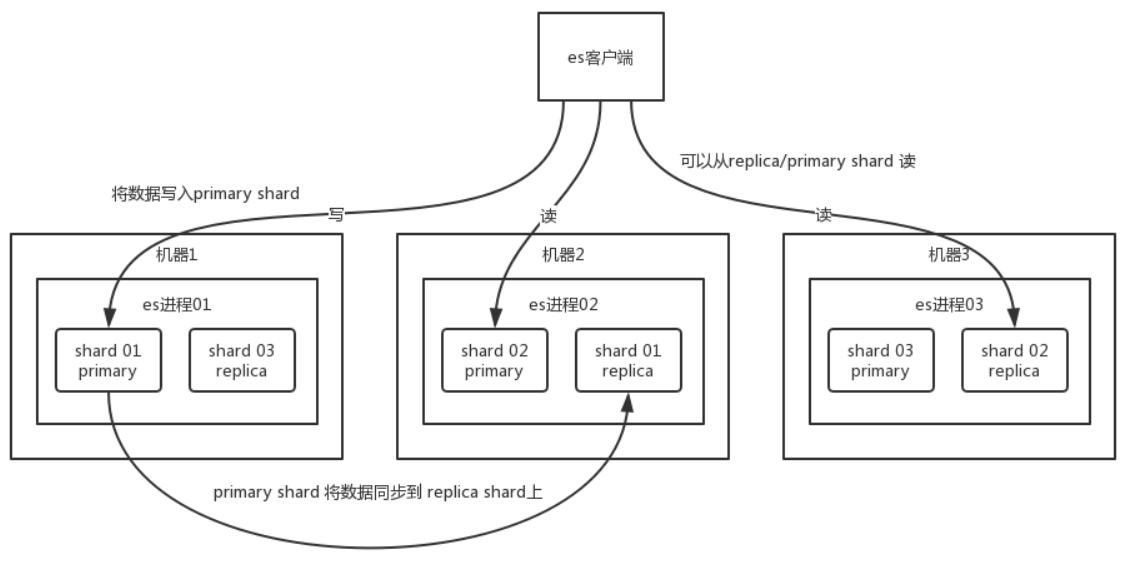 es客户端
可以从replica/primary shard 读
将数据写入primary shard
写
读
读
机器1
机器2
机器3
es进程01
es进程02
es进程03
shard 01
primary
shard 03
replica
shard 02
primary
shard 01
replica
shard 03
primary
shard 02
replica
primary shard 将数据同步到 replica shard上